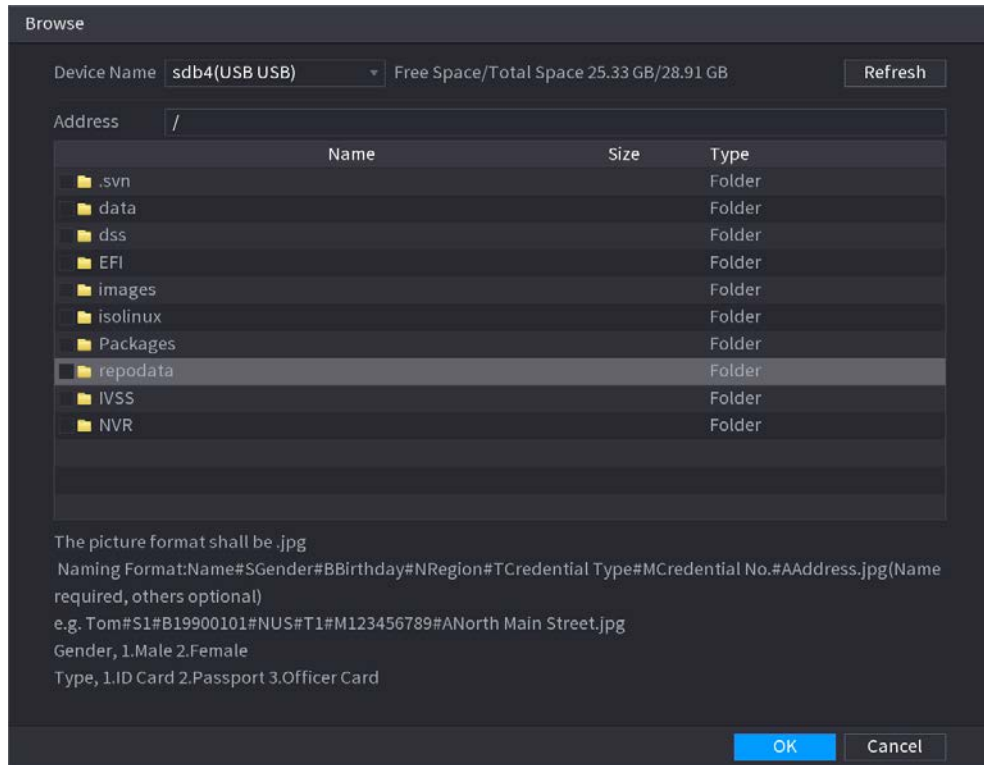 Browse
Device Name sdb4(USB USB) Free Space/Total Space 25.33 GB/28.91 GB Refresh
Address /
Name Size Type
.svn Folder
data Folder
dss Folder
EFI Folder
images Folder
isolinux Folder
Packages Folder
repodata Folder
IVSS Folder
NVR Folder
The picture format shall be .jpg
Naming Format:Name#SGender#BBirthday#NRegion#TCredential Type#MCredential No.#AAddress.jpg(Name
required, others optional)
e.g. Tom#S1#B19900101#NUS#T1#M123456789#ANorth Main Street.jpg
Gender, 1.Male 2.Female
Type, 1.ID Card 2.Passport 3.Officer Card
OK Cancel